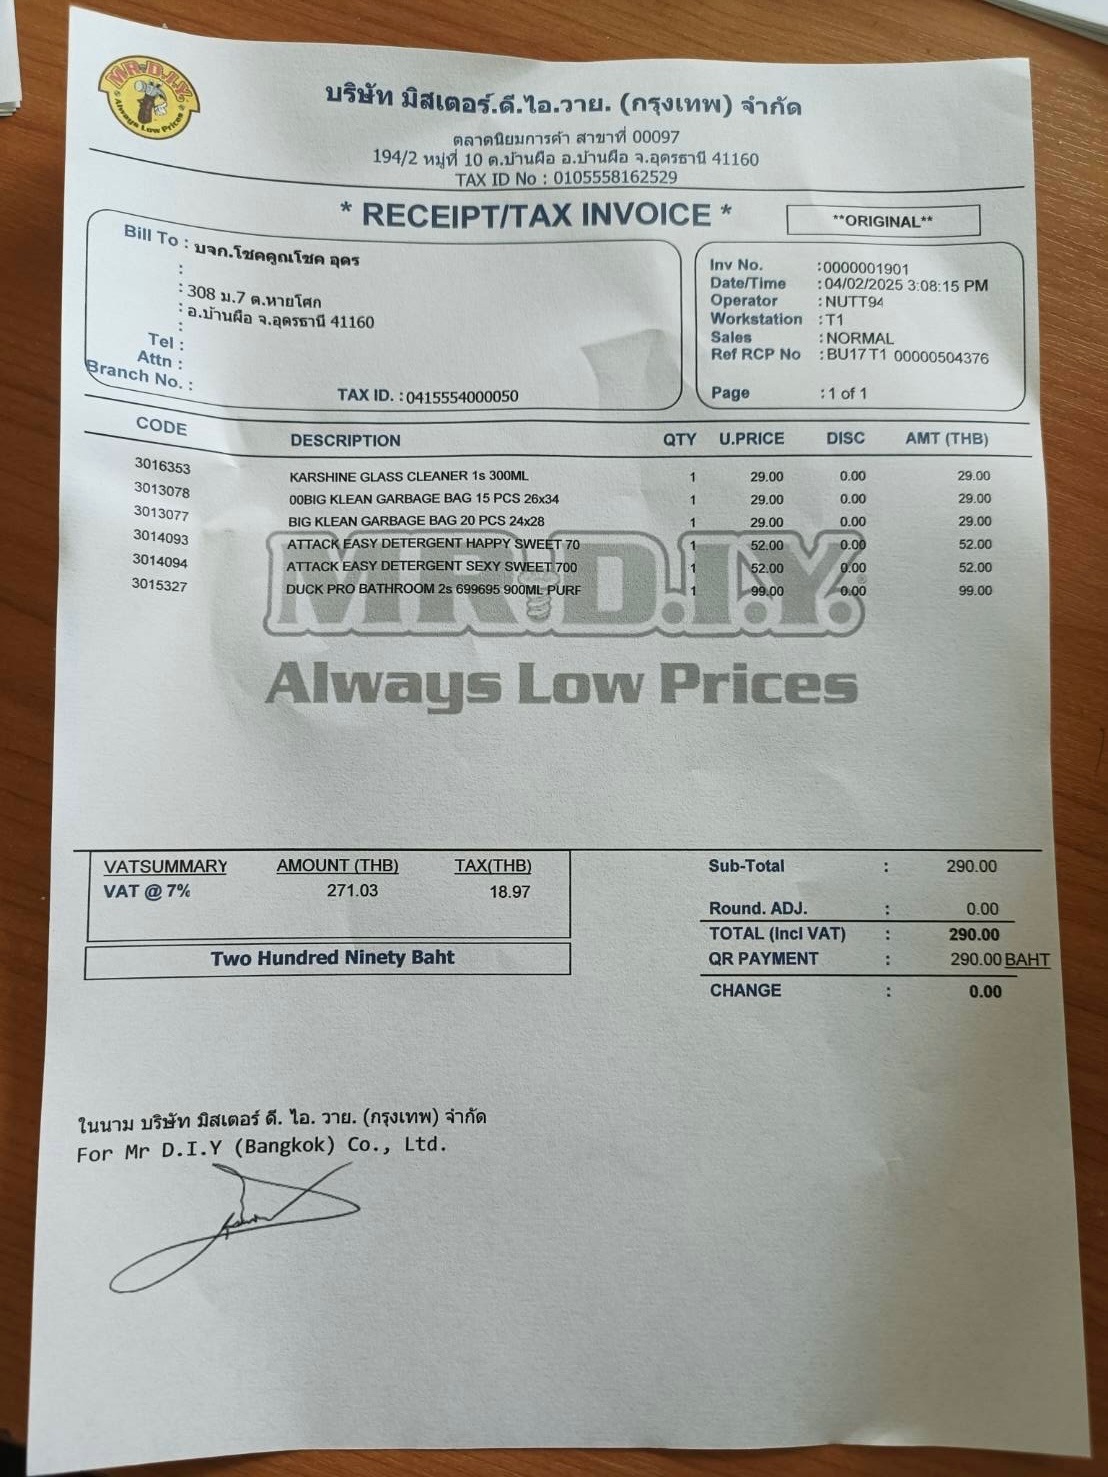 MR.D.I.Y.
Always Low Prices
บริษัท มิสเตอร์.ดี.ไอ.วาย. (กรุงเทพ) จำกัด
ตลาดนิยมการค้า สาขาที่ 00097
194/2 หมู่ที่ 10 ต.บ้านผือ อ.บ้านผือ จ.อุดรธานี 41160
TAX ID No : 0105558162529
* RECEIPT/TAX INVOICE *
**ORIGINAL**
Bill To : บจก.โชคคูณโชค อุดร
:
: 308 ม.7 ต.หายโศก
: อ.บ้านผือ จ.อุดรธานี 41160
:
Tel :
Attn :
Branch No. :
TAX ID. : 0415554000050
Inv No. :0000001901
Date/Time :04/02/2025 3:08:15 PM
Operator :NUTT94
Workstation :T1
Sales :NORMAL
Ref RCP No :BU17T1 00000504376
Page :1 of 1
CODE DESCRIPTION QTY U.PRICE DISC AMT (THB)
3016353 KARSHINE GLASS CLEANER 1s 300ML 1 29.00 0.00 29.00
3013078 00BIG KLEAN GARBAGE BAG 15 PCS 26x34 1 29.00 0.00 29.00
3013077 BIG KLEAN GARBAGE BAG 20 PCS 24x28 1 29.00 0.00 29.00
3014093 ATTACK EASY DETERGENT HAPPY SWEET 70 1 52.00 0.00 52.00
3014094 ATTACK EASY DETERGENT SEXY SWEET 700 1 52.00 0.00 52.00
3015327 DUCK PRO BATHROOM 2s 699695 900ML PURF 1 99.00 0.00 99.00
MR.D.I.Y.
Always Low Prices
VATSUMMARY AMOUNT (THB) TAX(THB)
VAT @ 7% 271.03 18.97
Two Hundred Ninety Baht
Sub-Total : 290.00
Round. ADJ. : 0.00
TOTAL (Incl VAT) : 290.00
QR PAYMENT : 290.00 BAHT
CHANGE : 0.00
ในนาม บริษัท มิสเตอร์ ดี. ไอ. วาย. (กรุงเทพ) จำกัด
For Mr D.I.Y (Bangkok) Co., Ltd.